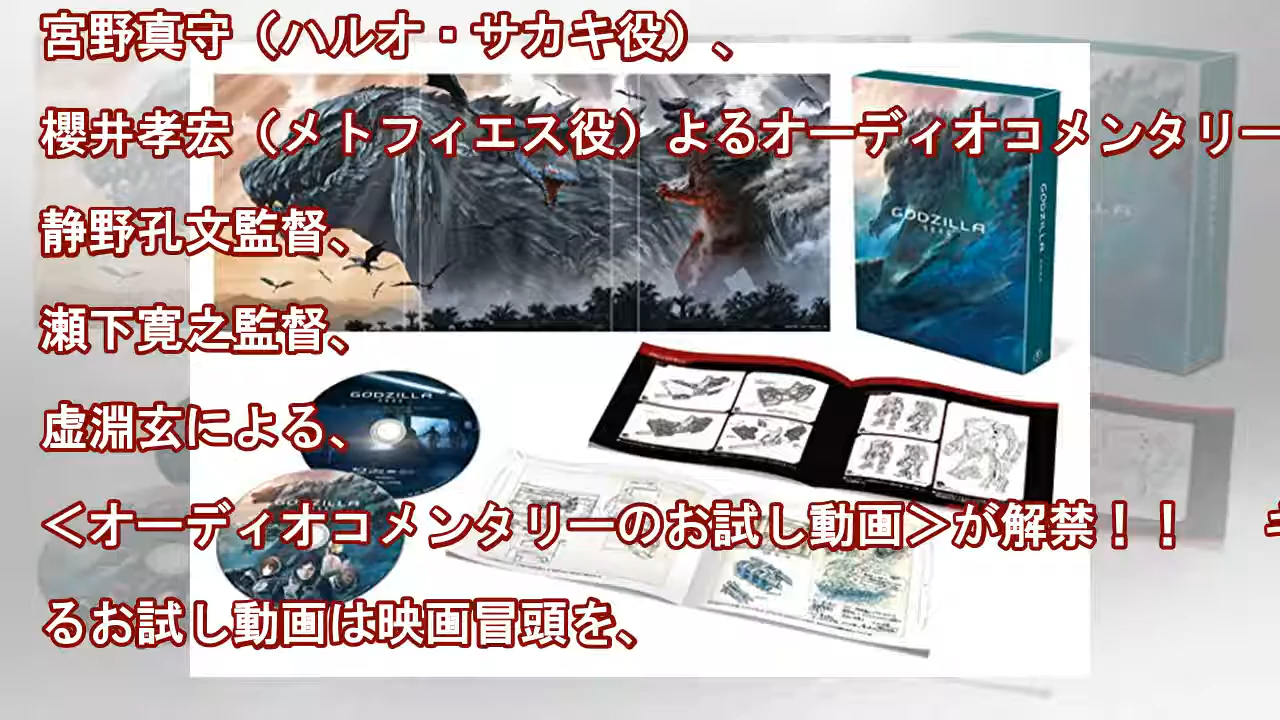 宮野真守（ハルオ・サカキ役）、
櫻井孝宏（メトフィエス役）よるオーディオコメンタリー
静野孔文監督、
瀬下寛之監督、
虚淵玄による、
＜オーディオコメンタリーのお試し動画＞が解禁！！　キ
るお試し動画は映画冒頭を、
GODZILLA
GODZILLA
GODZILLA
GODZILLA